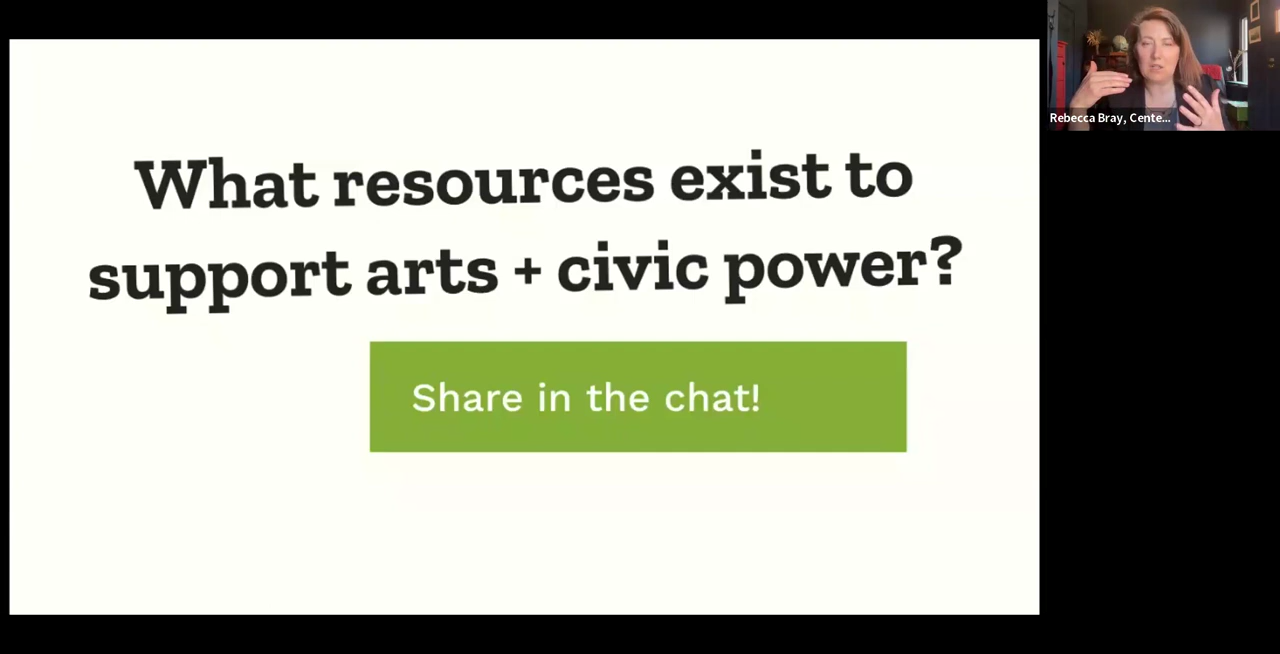 What resources exist to
support arts + civic power?
Share in the chat!
Rebecca Bray, Cente...